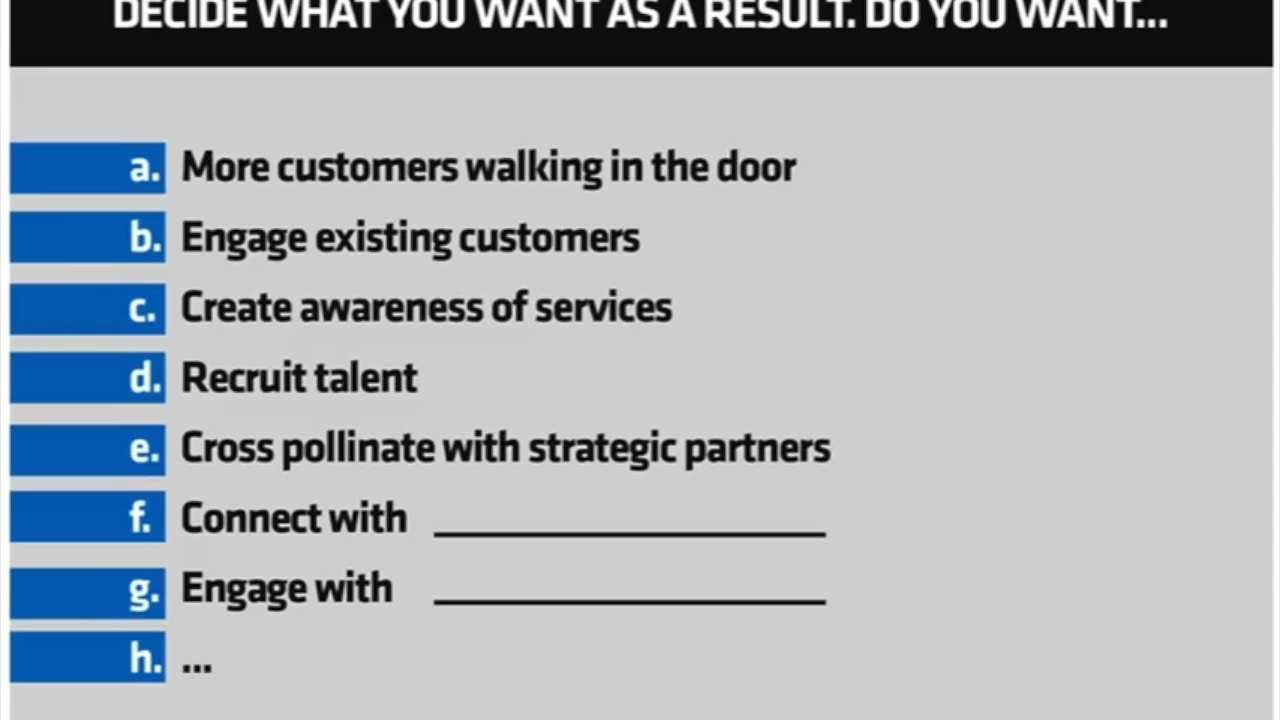 DECIDE WHAT YOU WANT AS A RESULT. DO YOU WANT...
a. More customers walking in the door
b. Engage existing customers
c. Create awareness of services
d. Recruit talent
e. Cross pollinate with strategic partners
f. Connect with ____________________
g. Engage with ____________________
h. ...